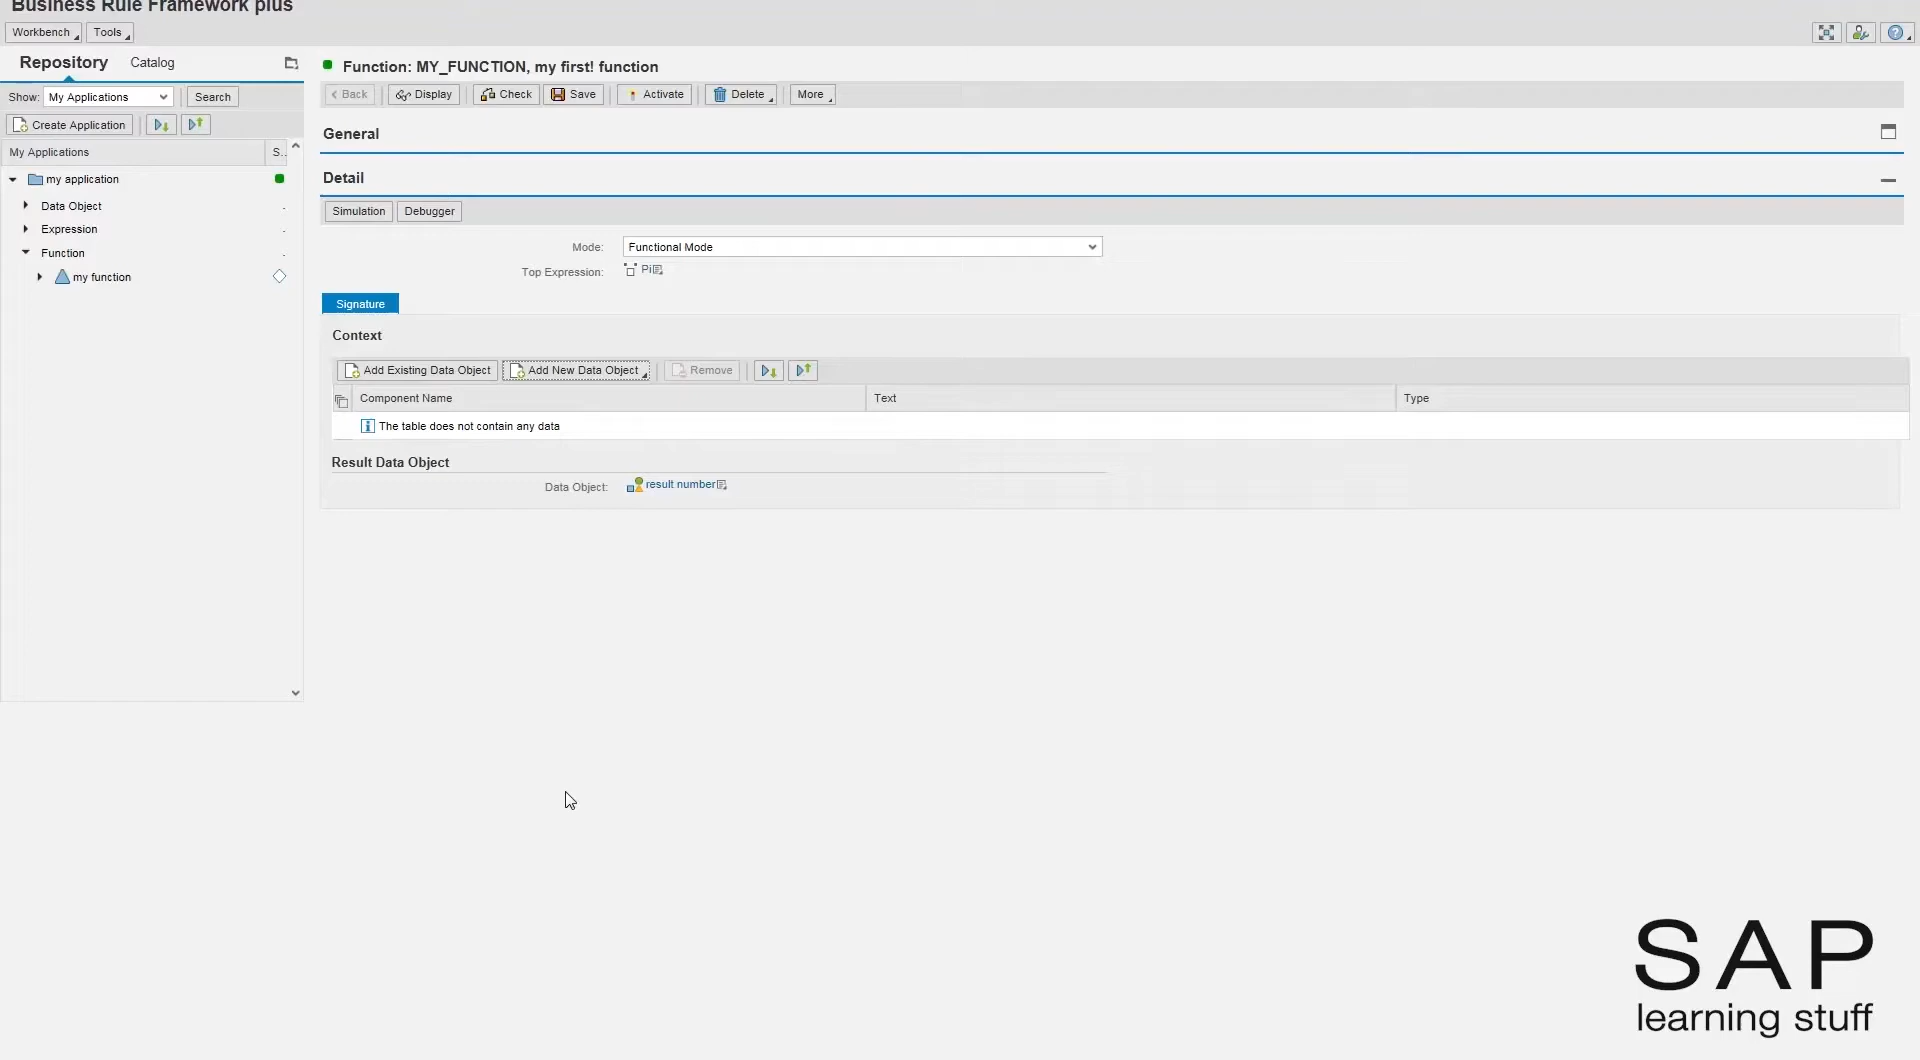 Business Rule Framework plus
Workbench Tools
Repository Catalog
Show: My Applications Search
Create Application
My Applications S..
my application
Data Object
Expression
Function
my function
Function: MY_FUNCTION, my first! function
Back Display Check Save Activate Delete More
General
Detail
Simulation Debugger
Mode: Functional Mode
Top Expression: Pi
Signature
Context
Add Existing Data Object Add New Data Object Remove
Component Name Text Type
The table does not contain any data
Result Data Object
Data Object: result number
SAP
learning stuff